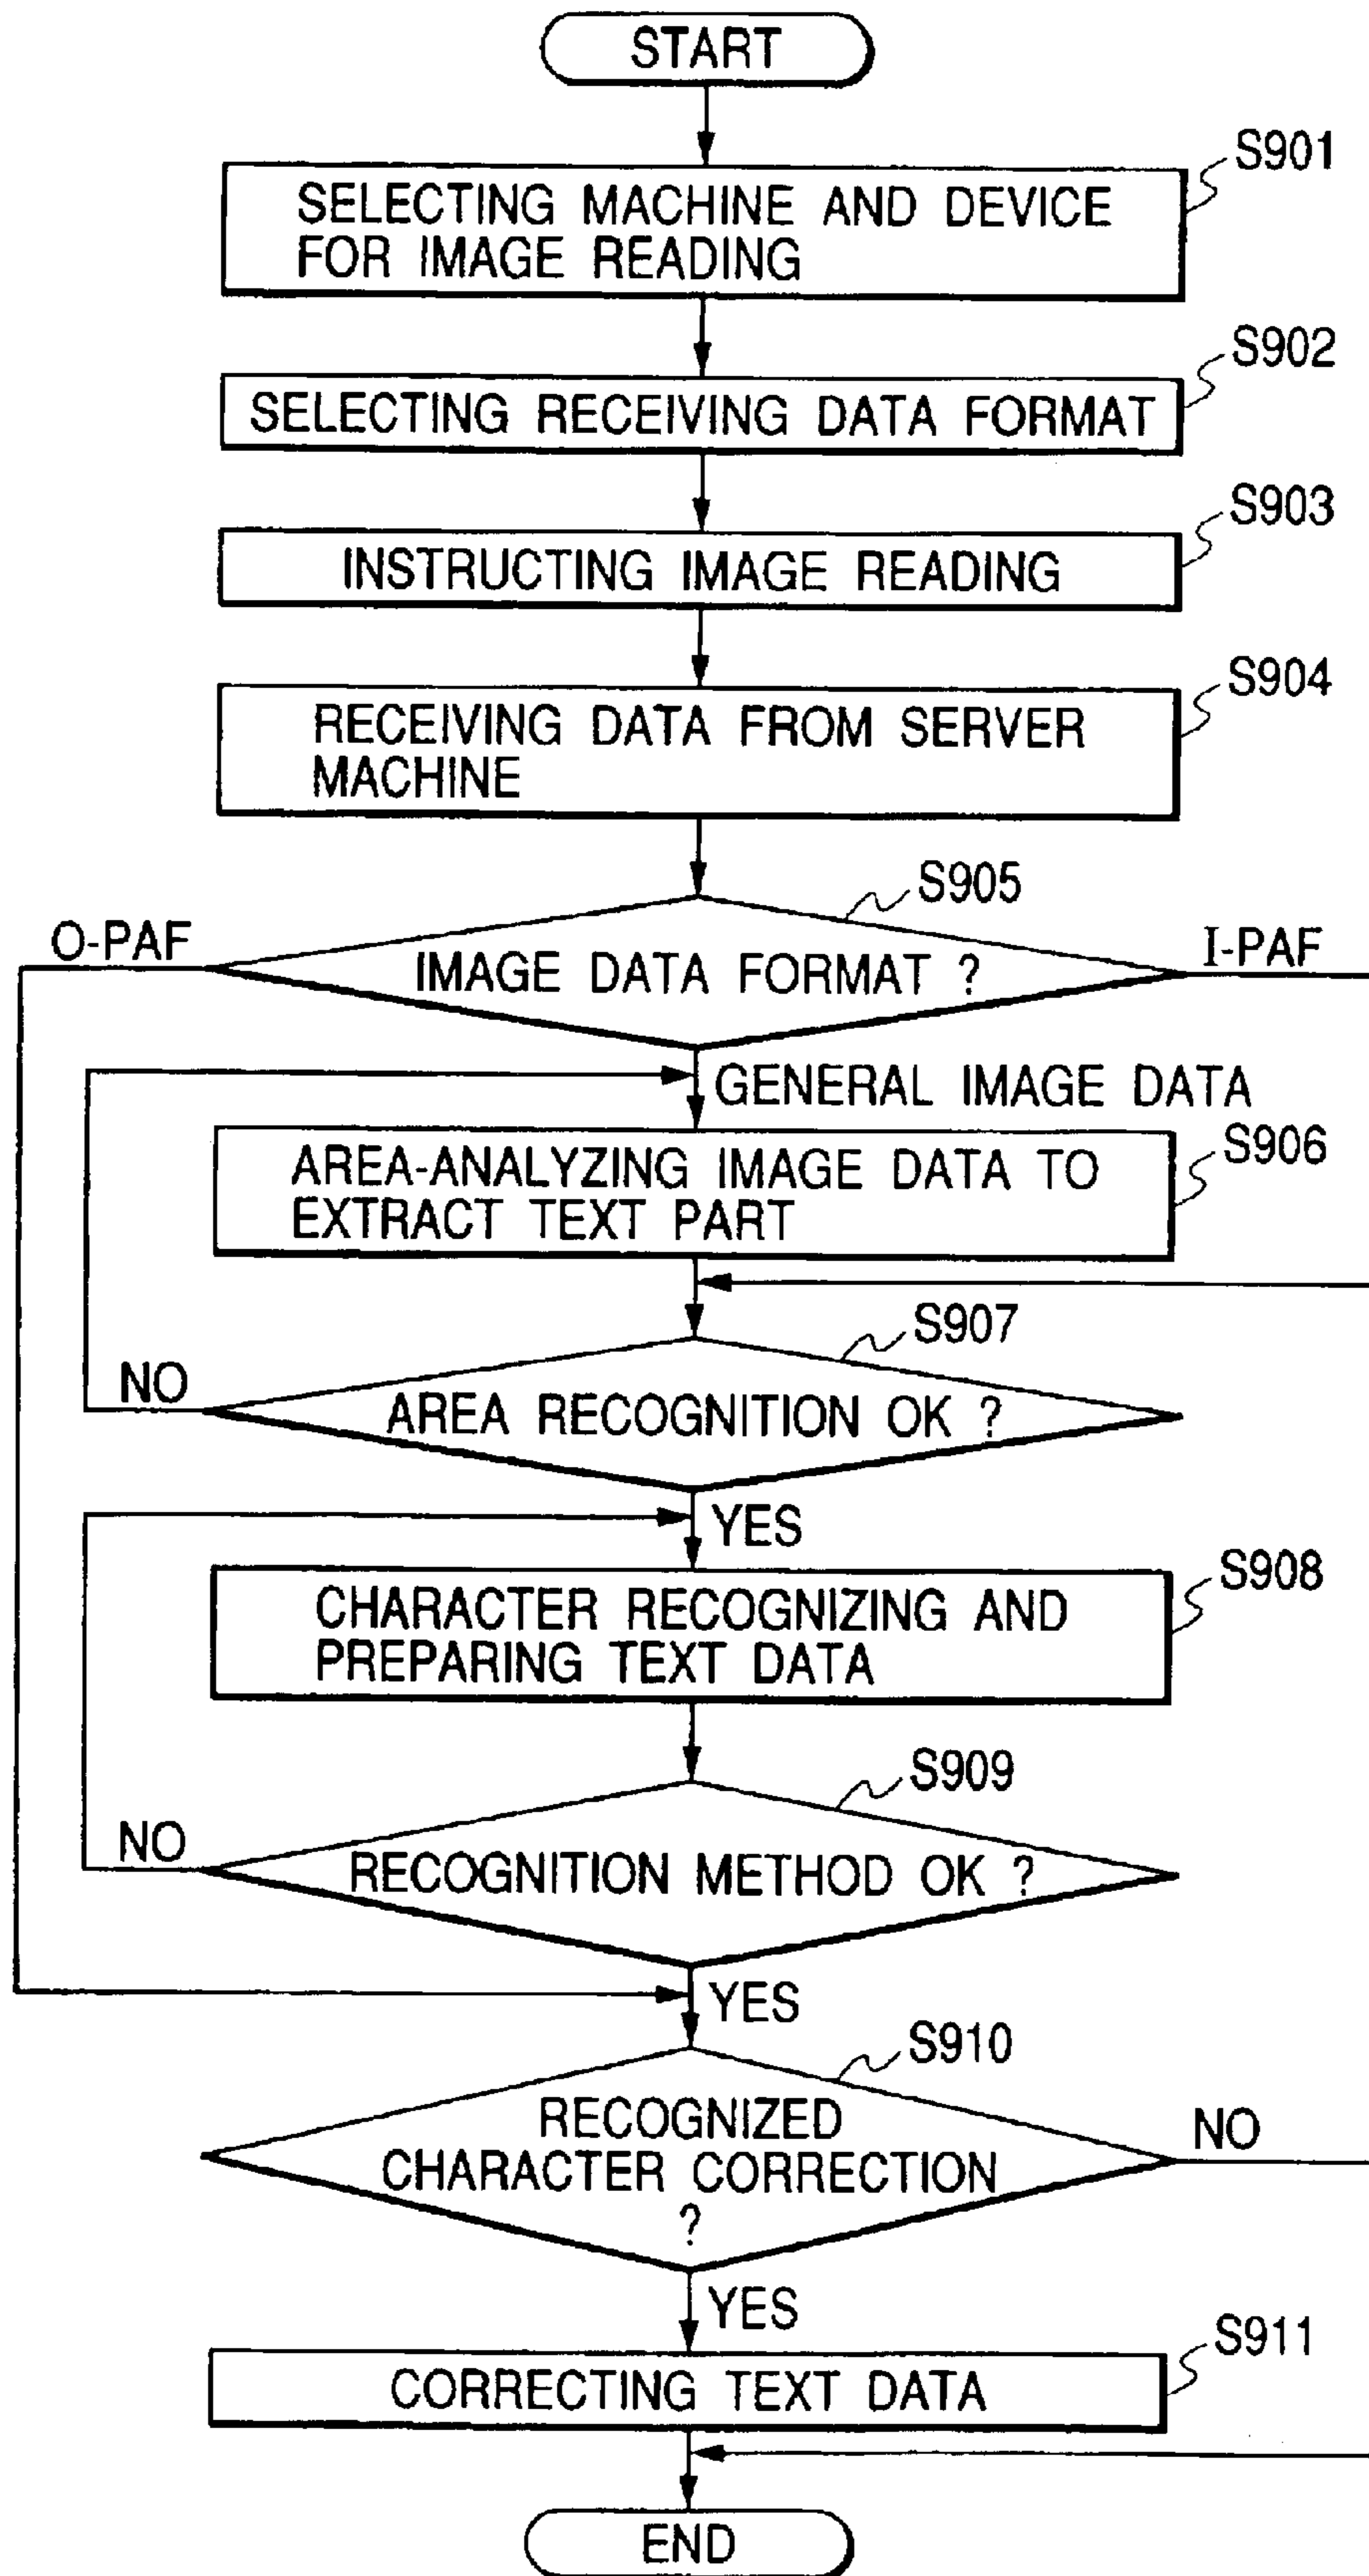 START
S901
SELECTING MACHINE AND DEVICE
FOR IMAGE READING
S902
SELECTING RECEIVING DATA FORMAT
S903
INSTRUCTING IMAGE READING
S904
RECEIVING DATA FROM SERVER
MACHINE
S905
O-PAF
IMAGE DATA FORMAT ?
I-PAF
GENERAL IMAGE DATA
S906
AREA-ANALYZING IMAGE DATA TO
EXTRACT TEXT PART
S907
NO
AREA RECOGNITION OK ?
YES
S908
CHARACTER RECOGNIZING AND
PREPARING TEXT DATA
S909
NO
RECOGNITION METHOD OK ?
YES
S910
RECOGNIZED
CHARACTER CORRECTION
?
NO
YES
S911
CORRECTING TEXT DATA
END